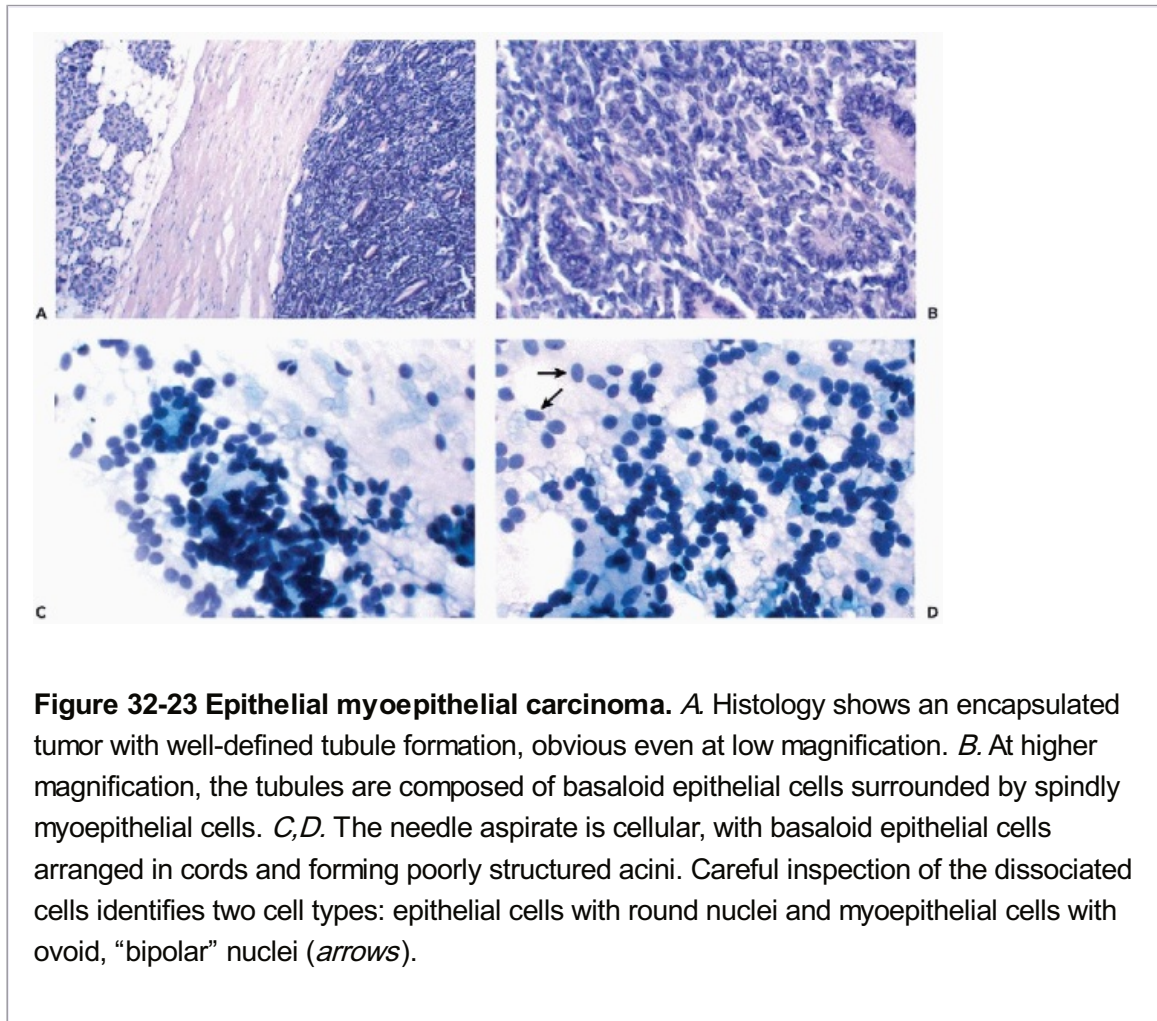 A
B
C
D
Figure 32-23 Epithelial myoepithelial carcinoma. A. Histology shows an encapsulated
tumor with well-defined tubule formation, obvious even at low magnification. B. At higher
magnification, the tubules are composed of basaloid epithelial cells surrounded by spindly
myoepithelial cells. C,D. The needle aspirate is cellular, with basaloid epithelial cells
arranged in cords and forming poorly structured acini. Careful inspection of the dissociated
cells identifies two cell types: epithelial cells with round nuclei and myoepithelial cells with
ovoid, “bipolar” nuclei (arrows).